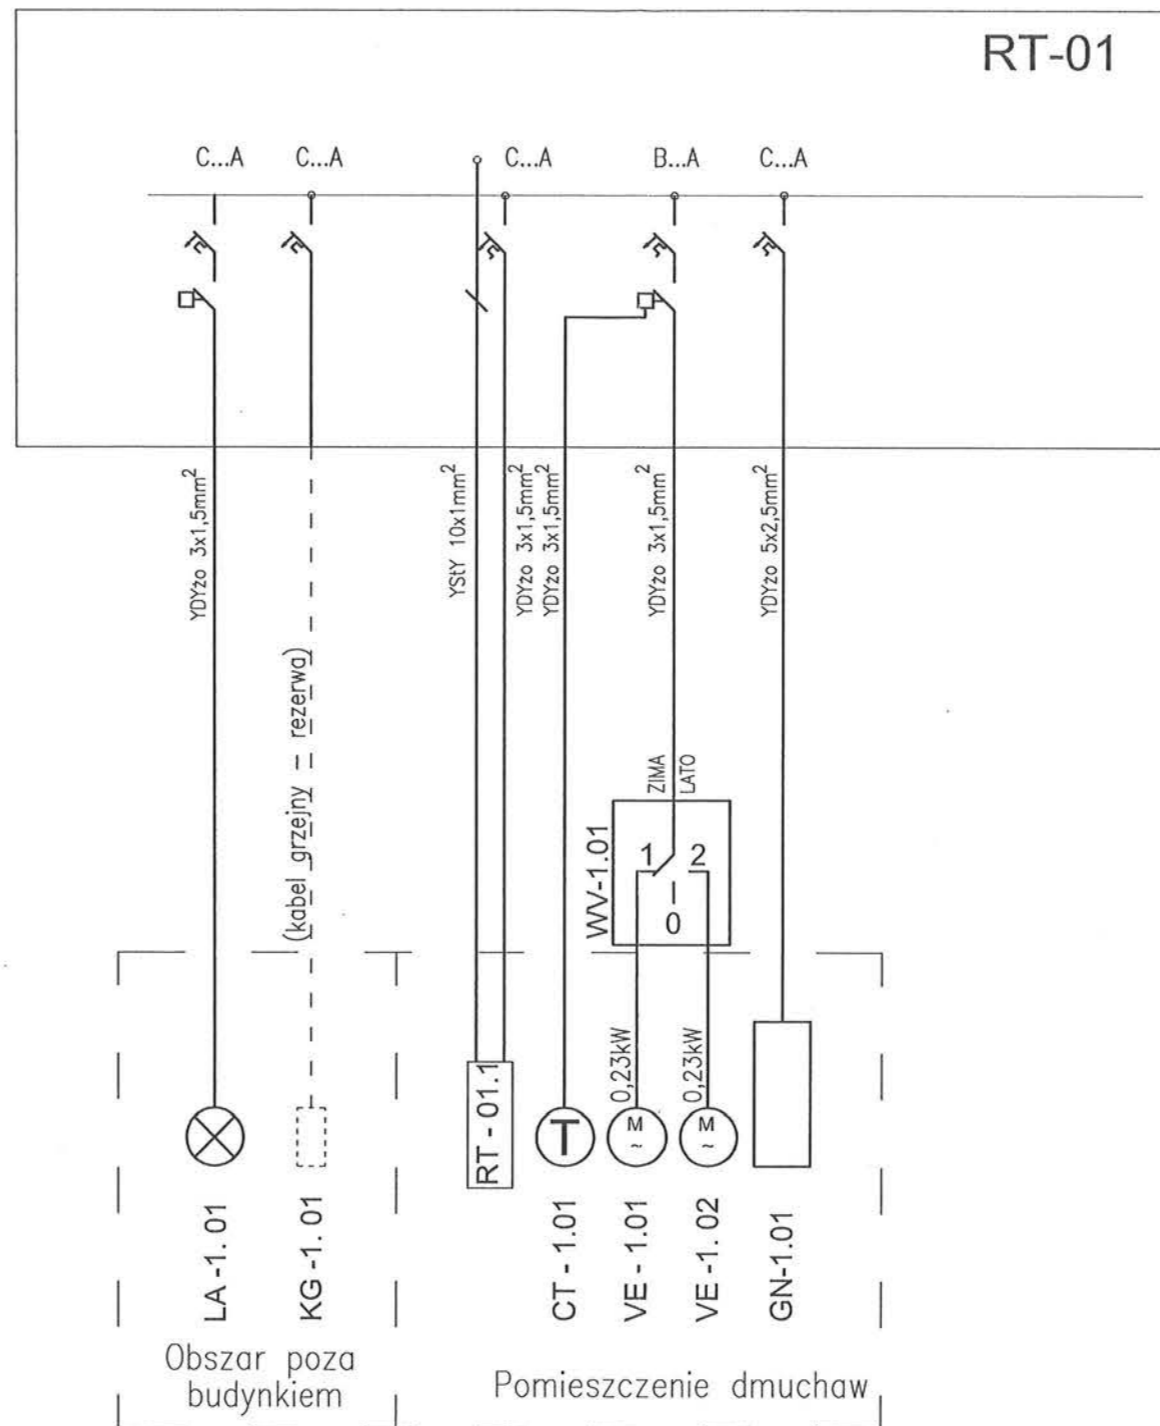 RT-01
C...A
C...A
C...A
B...A
C...A
YDYżo 3x1,5mm²
(kabel grzejny – rezerwa)
YStY 10x1mm²
YDYżo 3x1,5mm²
YDYżo 3x1,5mm²
YDYżo 3x1,5mm²
YDYżo 5x2,5mm²
ZIMA
LATO
WV-1.01
1
2
0
0,23kW
0,23kW
RT - 01.1
T
M
~
M
~
LA -1. 01
KG -1. 01
CT - 1.01
VE - 1.01
VE -1. 02
GN-1.01
Obszar poza
budynkiem
Pomieszczenie dmuchaw